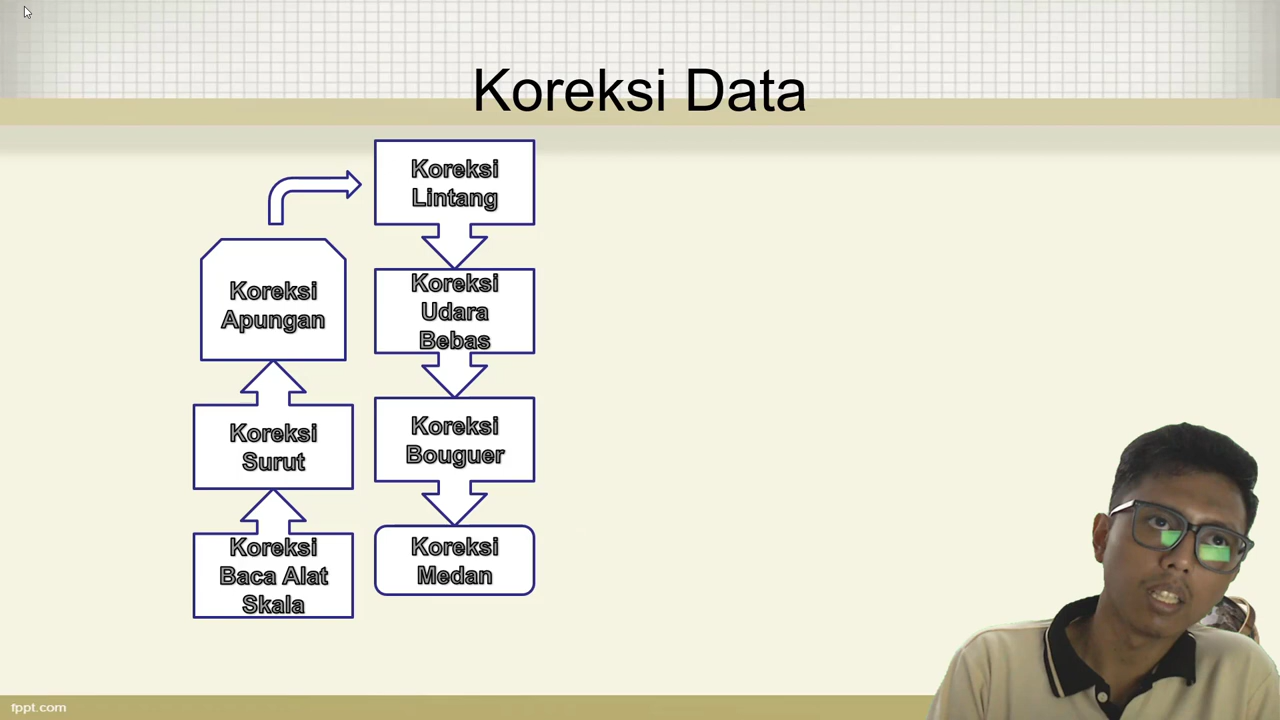 Koreksi Data
Koreksi
Lintang
Koreksi
Apungan
Koreksi
Udara
Bebas
Koreksi
Surut
Koreksi
Bouguer
Koreksi
Baca Alat
Skala
Koreksi
Medan
fppt.com